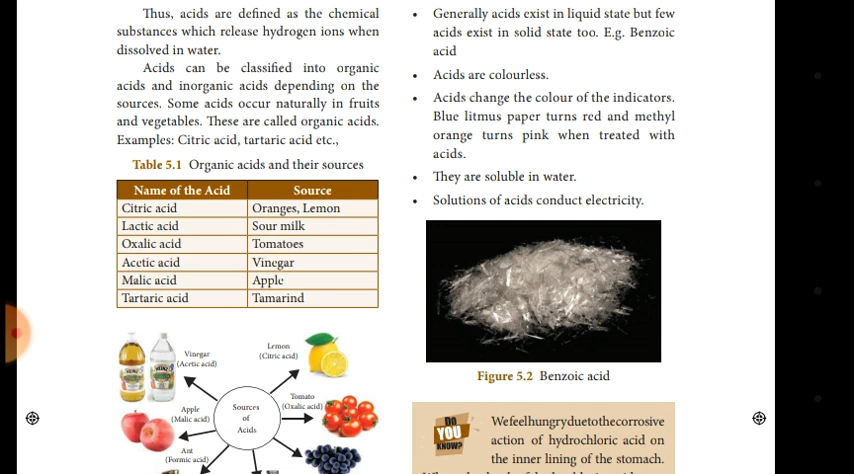 Thus, acids are defined as the chemical
substances which release hydrogen ions when
dissolved in water.
Acids can be classified into organic
acids and inorganic acids depending on the
sources. Some acids occur naturally in fruits
and vegetables. These are called organic acids.
Examples: Citric acid, tartaric acid etc.,
Table 5.1 Organic acids and their sources
Name of the Acid Source
Citric acid Oranges, Lemon
Lactic acid Sour milk
Oxalic acid Tomatoes
Acetic acid Vinegar
Malic acid Apple
Tartaric acid Tamarind
Vinegar
(Acetic acid)
Lemon
(Citric acid)
Apple
(Malic acid)
Sources
of
Acids
Tomato
(Oxalic acid)
Ant
(Formic acid)
• Generally acids exist in liquid state but few
acids exist in solid state too. E.g. Benzoic
acid
• Acids are colourless.
• Acids change the colour of the indicators.
Blue litmus paper turns red and methyl
orange turns pink when treated with
acids.
• They are soluble in water.
• Solutions of acids conduct electricity.
Figure 5.2 Benzoic acid
DO
YOU
KNOW?
Wefeelhungryduetothecorrosive
action of hydrochloric acid on
the inner lining of the stomach.